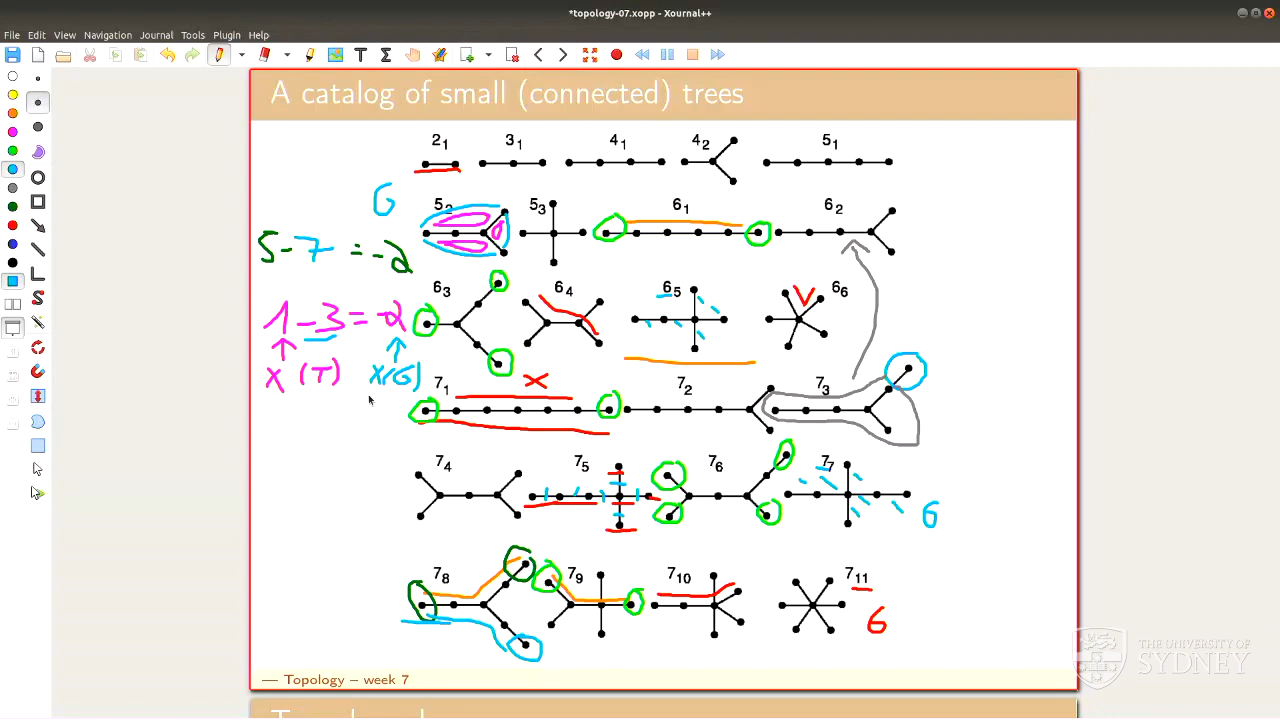 *topology-07.xopp - Xournal++
File Edit View Navigation Journal Tools Plugin Help
A catalog of small (connected) trees
2₁ 3₁ 4₁ 4₂ 5₁
6
5₂ 5₃ 6₁ 6₂
5-7 = -2
6₃ 6₄ 6₅ 6₆
1-3 = -2
χ(T) χ(G)
7₁ x 7₂ 7₃
7₄ 7₅ 7₆ 7₇
6
7₈ 7₉ 7₁₀ 7₁₁
6
THE UNIVERSITY OF
SYDNEY
— Topology – week 7